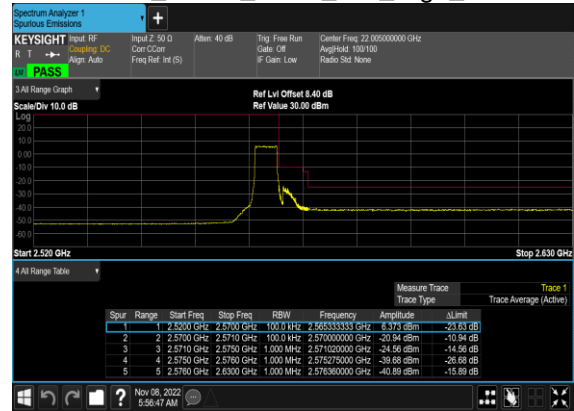 Spectrum Analyzer 1
Spurious Emissions
+
KEYSIGHT Input: RF Input Z: 50 Ω Atten: 40 dB Trig: Free Run Center Freq: 22.005000000 GHz
R T Coupling: DC Corr CCorr Gate: Off Avg|Hold: 100/100
Align: Auto Freq Ref: Int (S) IF Gain: Low Radio Std: None
PASS
3 All Range Graph
Ref Lvl Offset 8.40 dB
Scale/Div 10.0 dB Ref Value 30.00 dBm
Log
20.0
10.0
0.00
-10.0
-20.0
-30.0
-40.0
-50.0
-60.0
Start 2.520 GHz Stop 2.630 GHz
4 All Range Table
Measure Trace Trace 1
Trace Type Trace Average (Active)
Spur Range Start Freq Stop Freq RBW Frequency Amplitude ΔLimit
1 1 2.5200 GHz 2.5700 GHz 100.0 kHz 2.565333333 GHz 6.373 dBm -23.63 dB
2 2 2.5700 GHz 2.5710 GHz 100.0 kHz 2.570000000 GHz -20.94 dBm -10.94 dB
3 3 2.5710 GHz 2.5750 GHz 1.000 MHz 2.571020000 GHz -24.56 dBm -14.56 dB
4 4 2.5750 GHz 2.5760 GHz 1.000 MHz 2.575275000 GHz -39.68 dBm -26.68 dB
5 5 2.5760 GHz 2.6300 GHz 1.000 MHz 2.576360000 GHz -40.89 dBm -15.89 dB
? Nov 08, 2022
5:56:47 AM